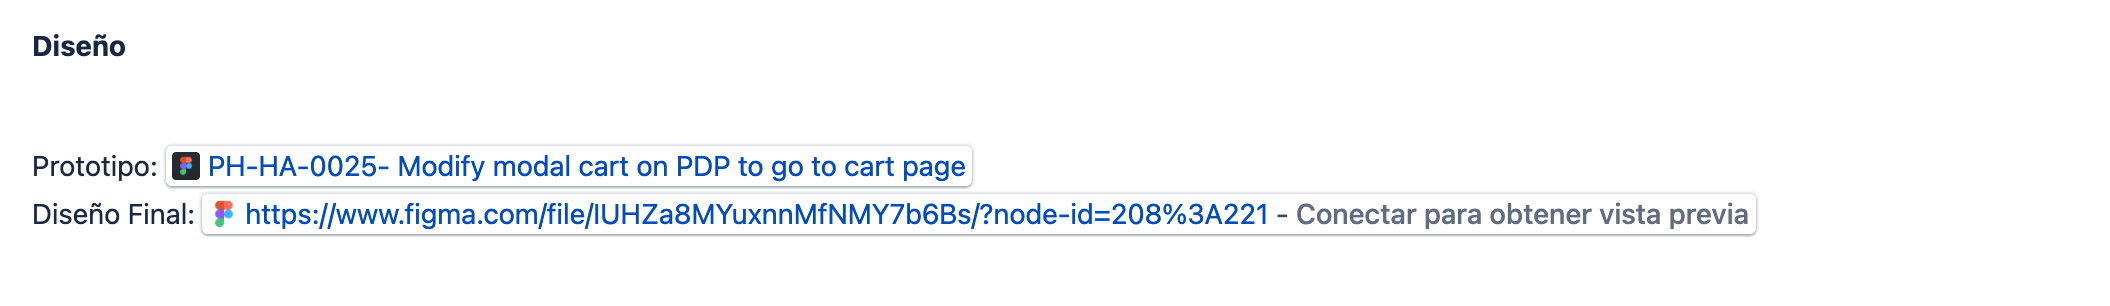 Diseño
Prototipo: PH-HA-0025- Modify modal cart on PDP to go to cart page
Diseño Final: https://www.figma.com/file/IUHZa8MYuxnnMfNMY7b6Bs/?node-id=208%3A221 - Conectar para obtener vista previa